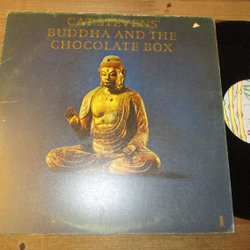 CAT STEVENS'
BUDDHA AND THE
CHOCOLATE BOX